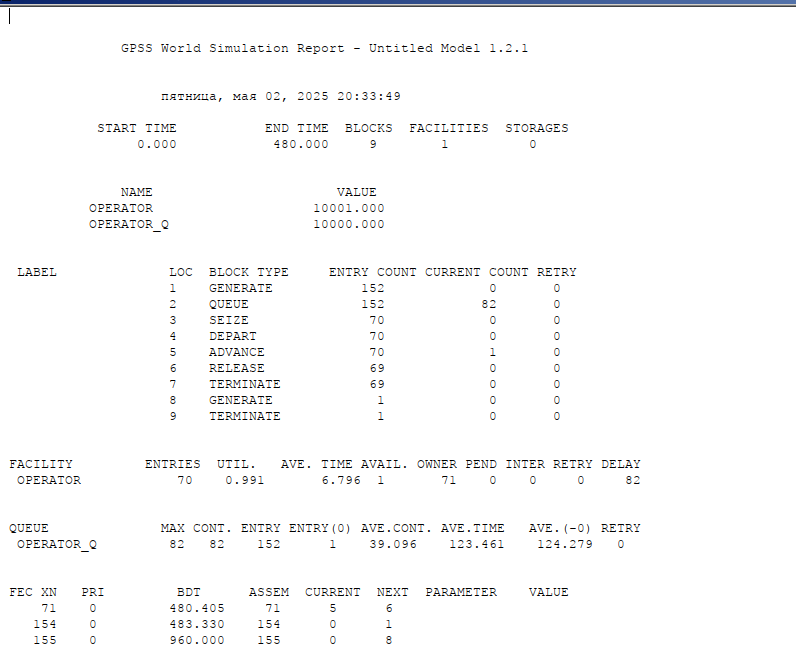 GPSS World Simulation Report - Untitled Model 1.2.1
пятница, мая 02, 2025 20:33:49
START TIME END TIME BLOCKS FACILITIES STORAGES
0.000 480.000 9 1 0
NAME VALUE
OPERATOR 10001.000
OPERATOR_Q 10000.000
LABEL LOC BLOCK TYPE ENTRY COUNT CURRENT COUNT RETRY
1 GENERATE 152 0 0
2 QUEUE 152 82 0
3 SEIZE 70 0 0
4 DEPART 70 0 0
5 ADVANCE 70 1 0
6 RELEASE 69 0 0
7 TERMINATE 69 0 0
8 GENERATE 1 0 0
9 TERMINATE 1 0 0
FACILITY ENTRIES UTIL. AVE. TIME AVAIL. OWNER PEND INTER RETRY DELAY
OPERATOR 70 0.991 6.796 1 71 0 0 0 82
QUEUE MAX CONT. ENTRY ENTRY(0) AVE.CONT. AVE.TIME AVE.(-0) RETRY
OPERATOR_Q 82 82 152 1 39.096 123.461 124.279 0
FEC XN PRI BDT ASSEM CURRENT NEXT PARAMETER VALUE
71 0 480.405 71 5 6
154 0 483.330 154 0 1
155 0 960.000 155 0 8